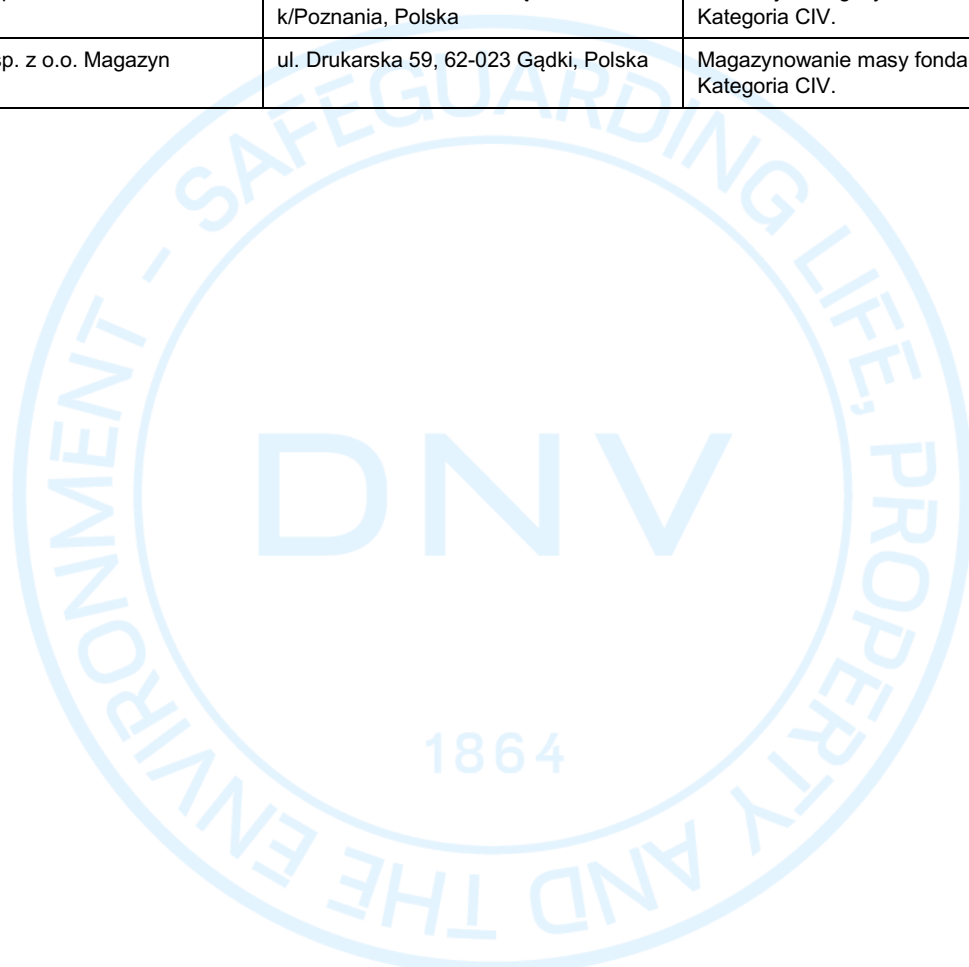 k/Poznania, Polska
Kategoria CIV.
sp. z o.o. Magazyn
ul. Drukarska 59, 62-023 Gądki, Polska
Magazynowanie masy fonda
Kategoria CIV.
SAFEGUARDING LIFE, PROPERTY AND THE ENVIRONMENT -
DNV
1864